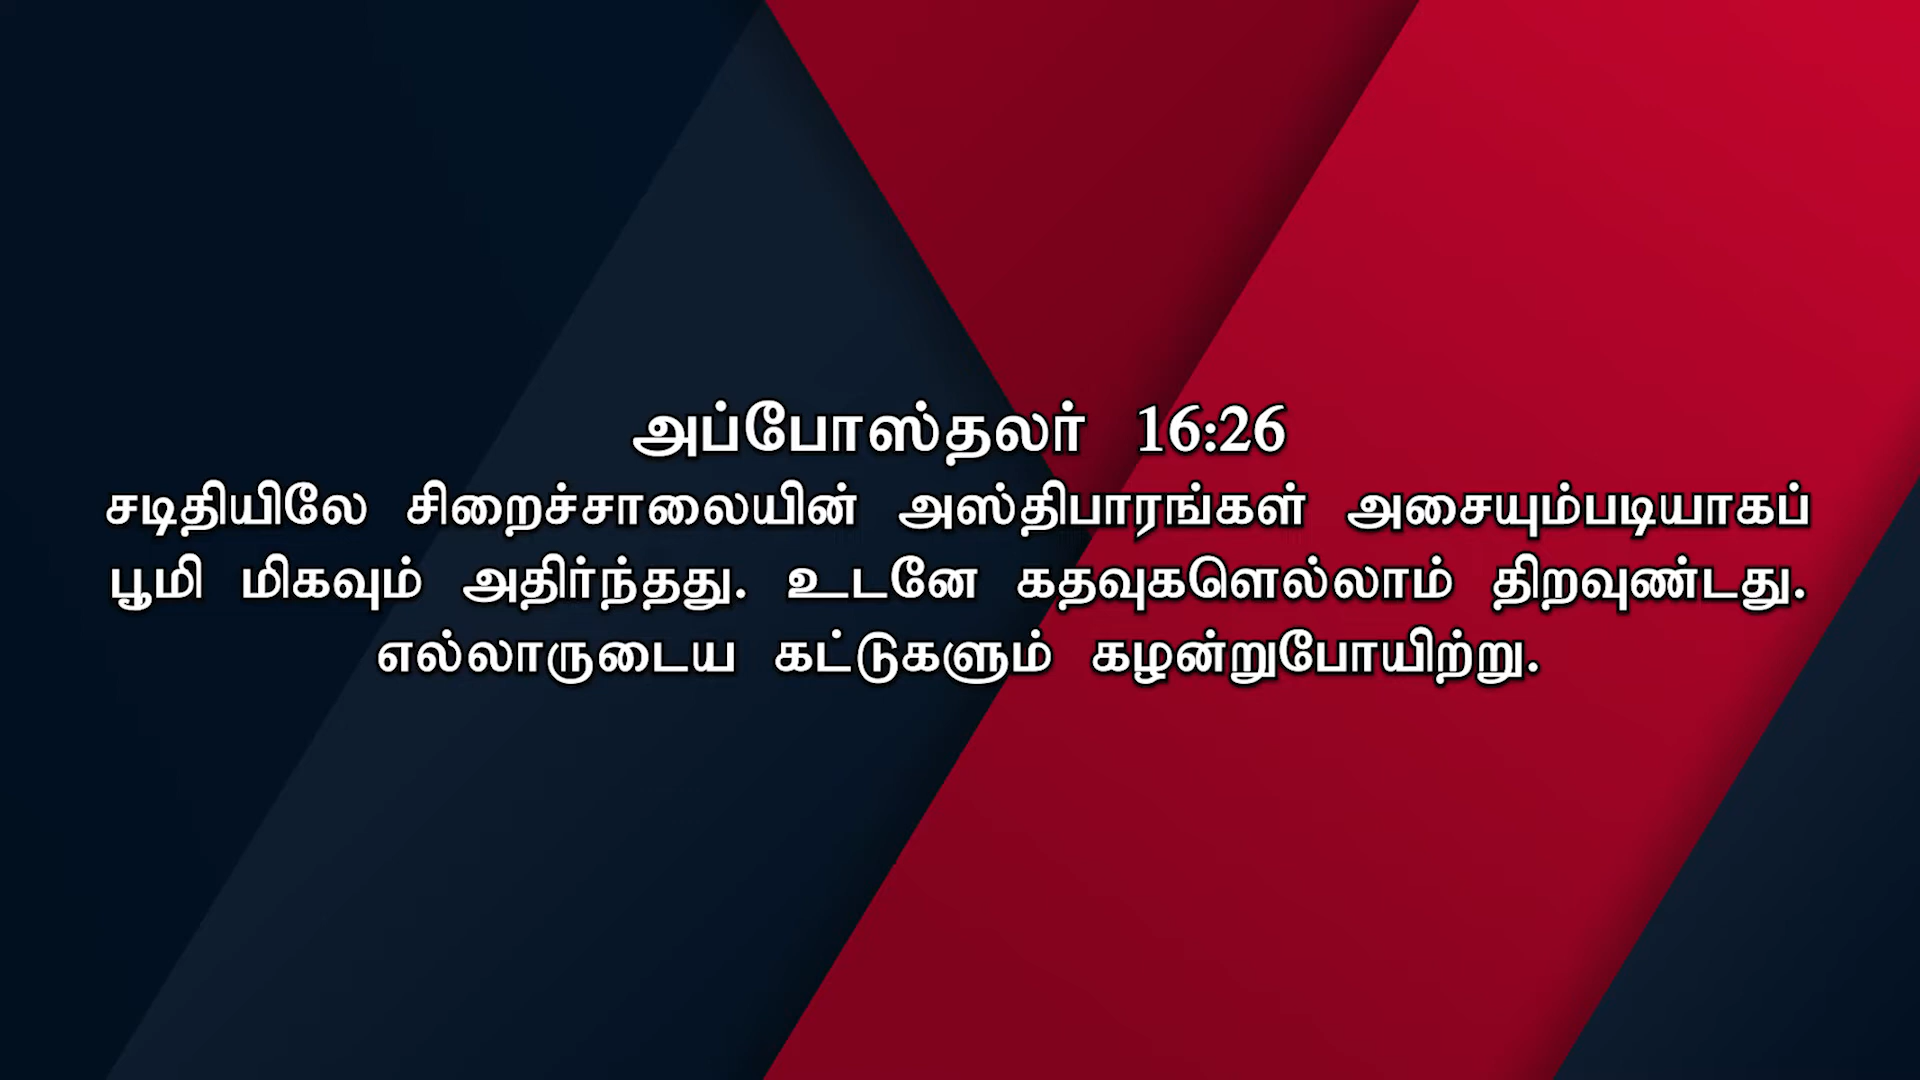 அப்போஸ்தலர் 16:26
சடிதியிலே சிறைச்சாலையின் அஸ்திபாரங்கள் அசையும்படியாகப்
பூமி மிகவும் அதிர்ந்தது. உடனே கதவுகளெல்லாம் திறவுண்டது.
எல்லாருடைய கட்டுகளும் கழன்றுபோயிற்று.